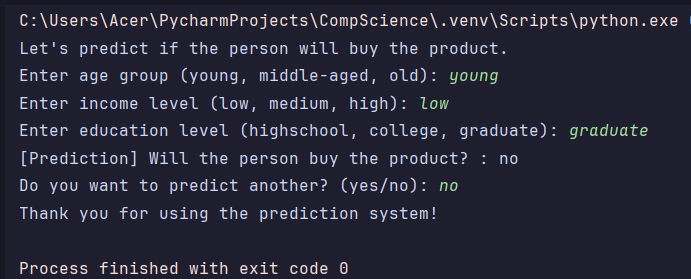 C:\Users\Acer\PycharmProjects\CompScience\.venv\Scripts\python.exe
Let's predict if the person will buy the product.
Enter age group (young, middle-aged, old): young
Enter income level (low, medium, high): low
Enter education level (highschool, college, graduate): graduate
[Prediction] Will the person buy the product? : no
Do you want to predict another? (yes/no): no
Thank you for using the prediction system!
Process finished with exit code 0